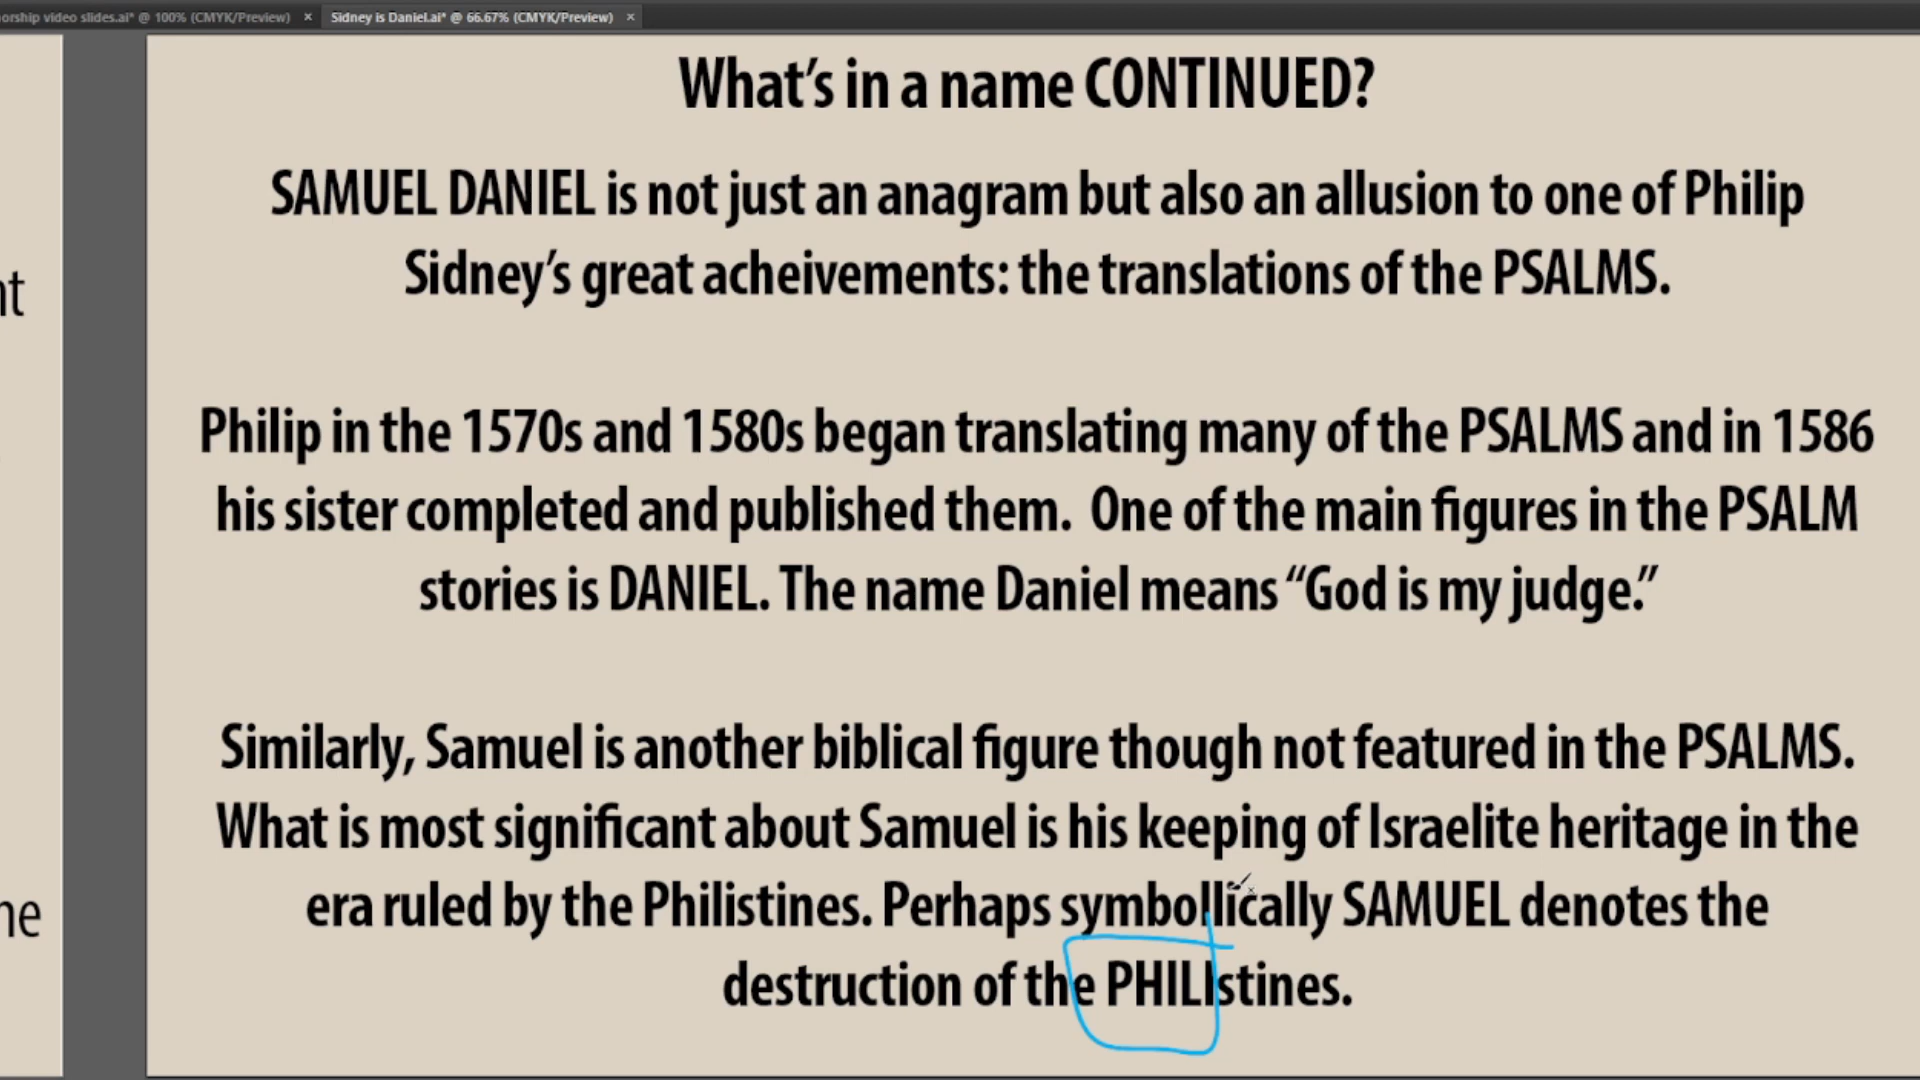 orship video slides.ai* @ 100% (CMYK/Preview) × Sidney is Daniel.ai* @ 66.67% (CMYK/Preview) ×
What's in a name CONTINUED?
SAMUEL DANIEL is not just an anagram but also an allusion to one of Philip
Sidney's great acheivements: the translations of the PSALMS.
nt
Philip in the 1570s and 1580s began translating many of the PSALMS and in 1586
his sister completed and published them. One of the main figures in the PSALM
stories is DANIEL. The name Daniel means “God is my judge.”
Similarly, Samuel is another biblical figure though not featured in the PSALMS.
What is most significant about Samuel is his keeping of Israelite heritage in the
era ruled by the Philistines. Perhaps symbollically SAMUEL denotes the
ne
destruction of the PHILIstines.